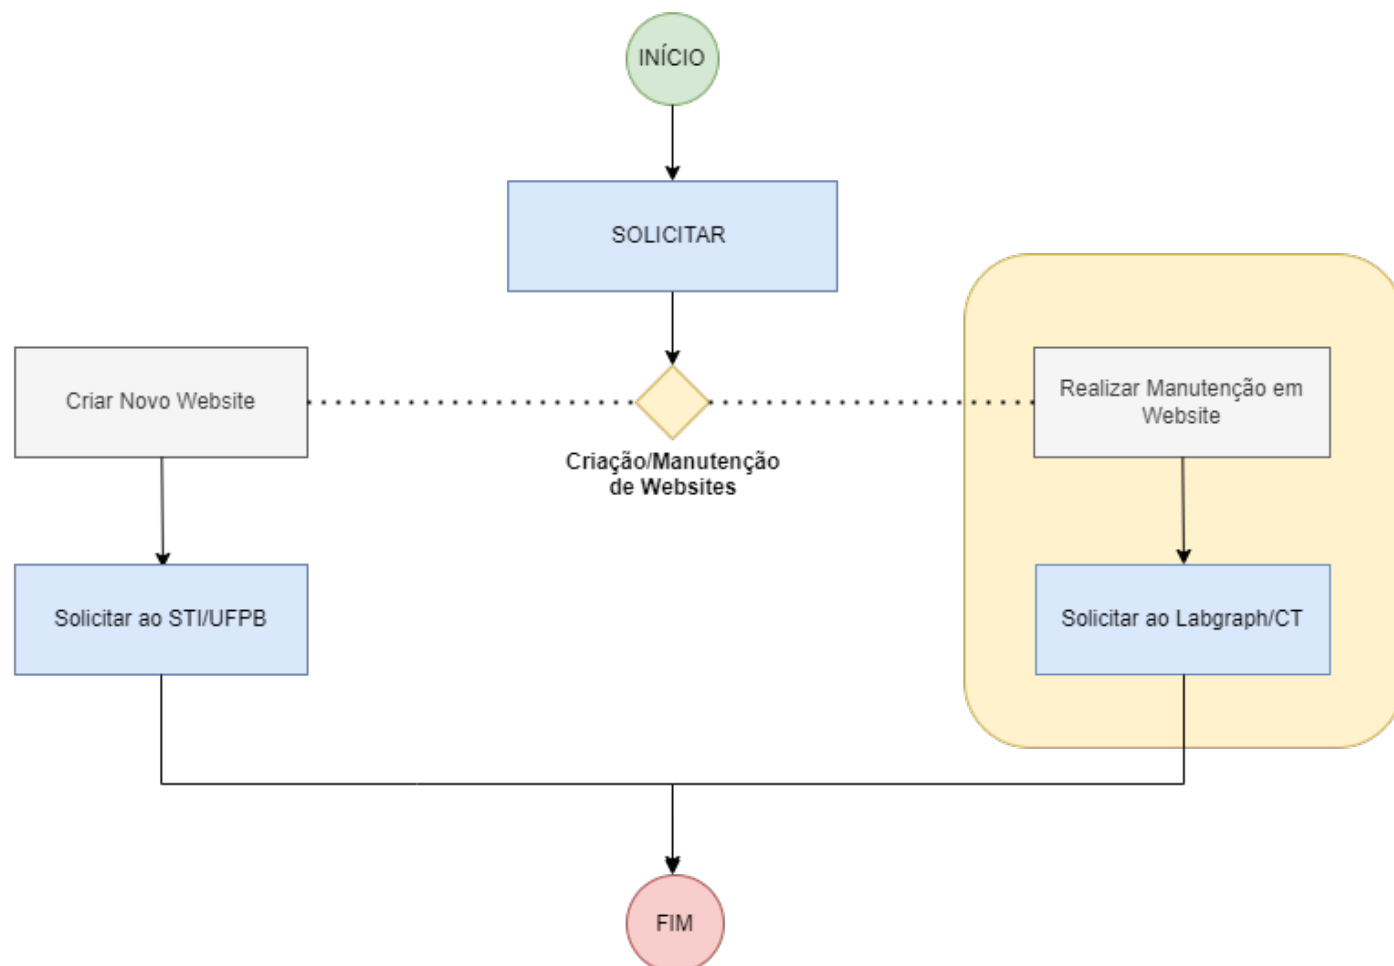 INÍCIO
SOLICITAR
Criar Novo Website
Realizar Manutenção em
Website
Criação/Manutenção
de Websites
Solicitar ao STI/UFPB
Solicitar ao Labgraph/CT
FIM